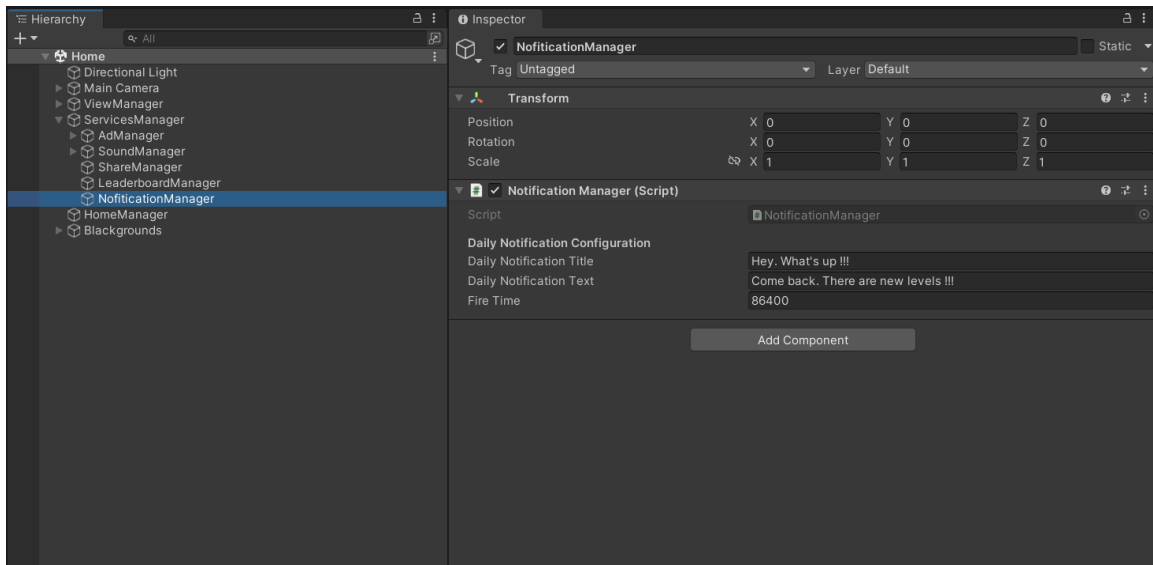 Hierarchy
All
Home
Directional Light
Main Camera
ViewManager
ServicesManager
AdManager
SoundManager
ShareManager
LeaderboardManager
NofiticationManager
HomeManager
Blackgrounds
Inspector
NofiticationManager Static
Tag Untagged Layer Default
Transform
Position X 0 Y 0 Z 0
Rotation X 0 Y 0 Z 0
Scale X 1 Y 1 Z 1
# Notification Manager (Script)
Script # NotificationManager
Daily Notification Configuration
Daily Notification Title Hey. What's up !!!
Daily Notification Text Come back. There are new levels !!!
Fire Time 86400
Add Component